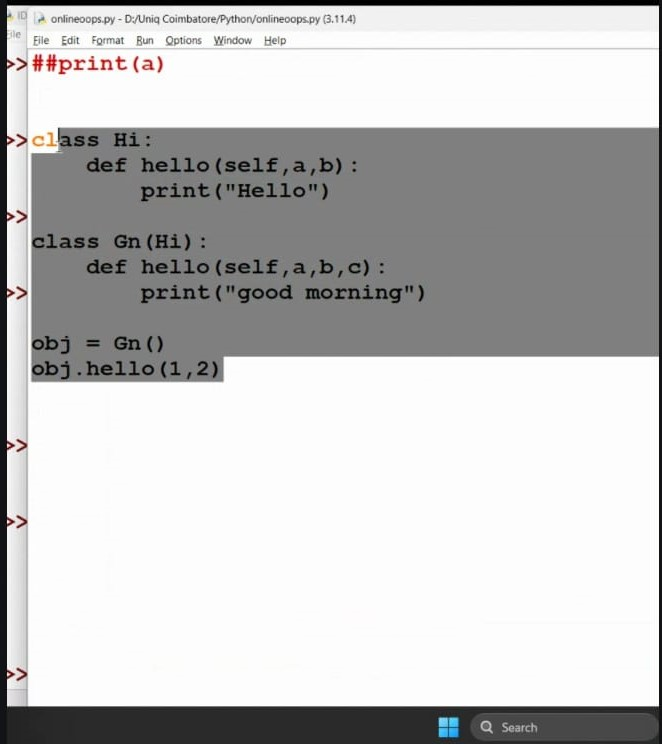 ID
File
onlineoops.py - D:/Uniq Coimbatore/Python/onlineoops.py (3.11.4)
File Edit Format Run Options Window Help
>> ##print(a)
>> class Hi:
def hello(self,a,b):
print("Hello")
>>
class Gn(Hi):
def hello(self,a,b,c):
>> print("good morning")
obj = Gn()
obj.hello(1,2)
>>
>>
>>
Search